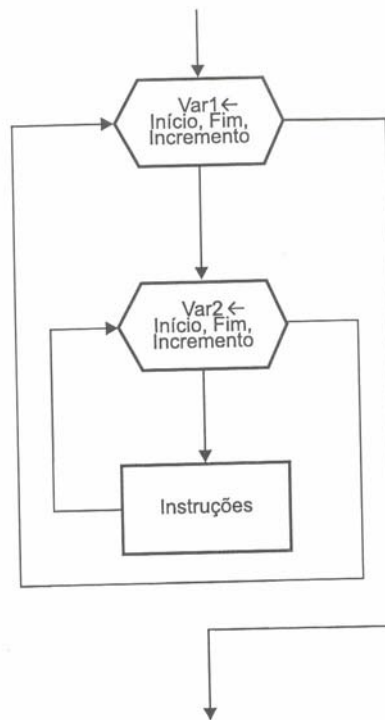 Var1←
Início, Fim,
Incremento
Var2←
Início, Fim,
Incremento
Instruções